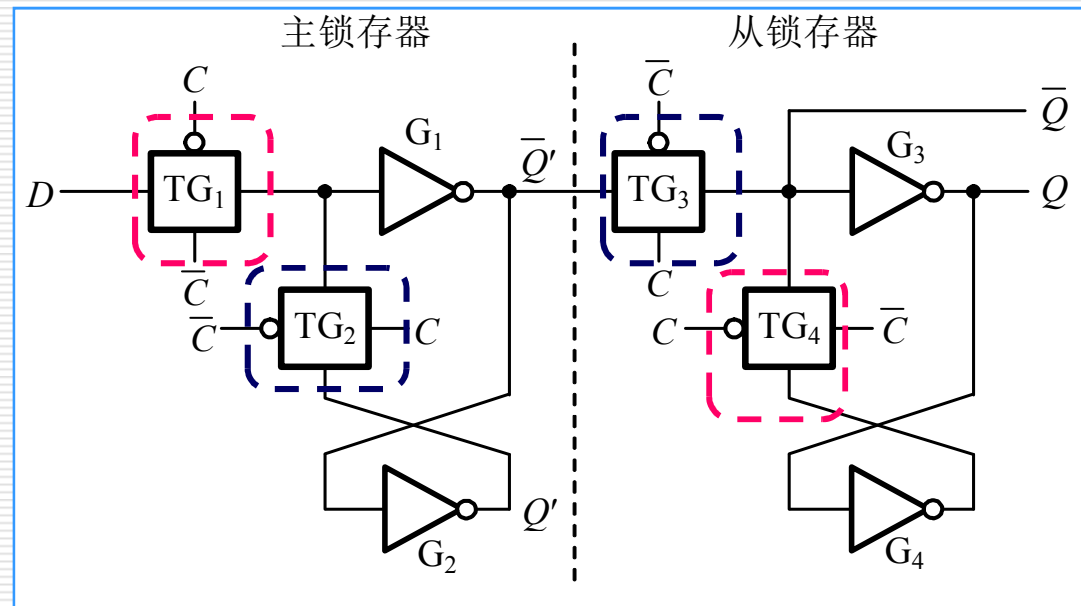 主锁存器 从锁存器
C C̅
G₁ G₃ Q̅
D TG₁ Q̅′ TG₃ Q
C̅ C
C̅ TG₂ C C TG₄ C̅
Q′
G₂ G₄